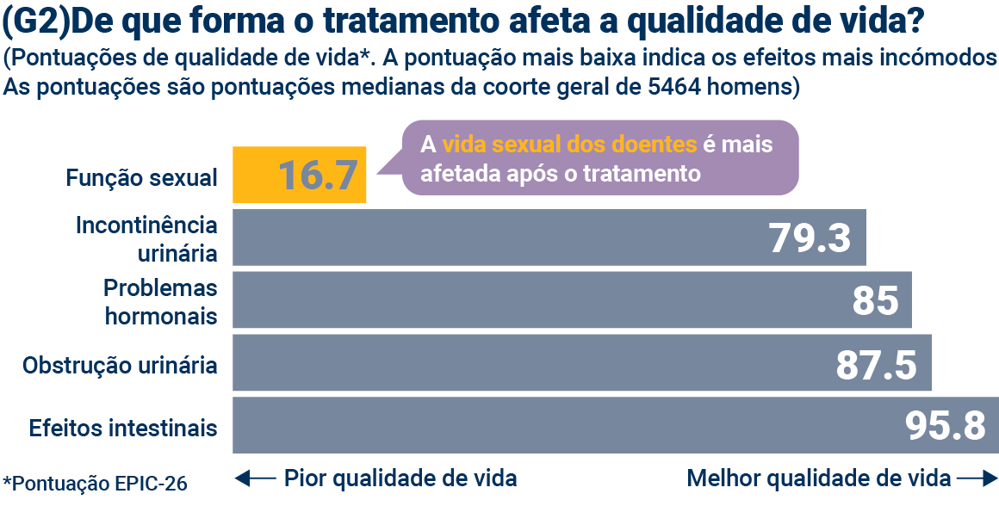 (G2)De que forma o tratamento afeta a qualidade de vida?
(Pontuações de qualidade de vida*. A pontuação mais baixa indica os efeitos mais incómodos
As pontuações são pontuações medianas da coorte geral de 5464 homens)
A vida sexual dos doentes é mais
afetada após o tratamento
Função sexual
16.7
Incontinência
urinária
79.3
Problemas
hormonais
85
Obstrução urinária
87.5
Efeitos intestinais
95.8
*Pontuação EPIC-26
Pior qualidade de vida
Melhor qualidade de vida